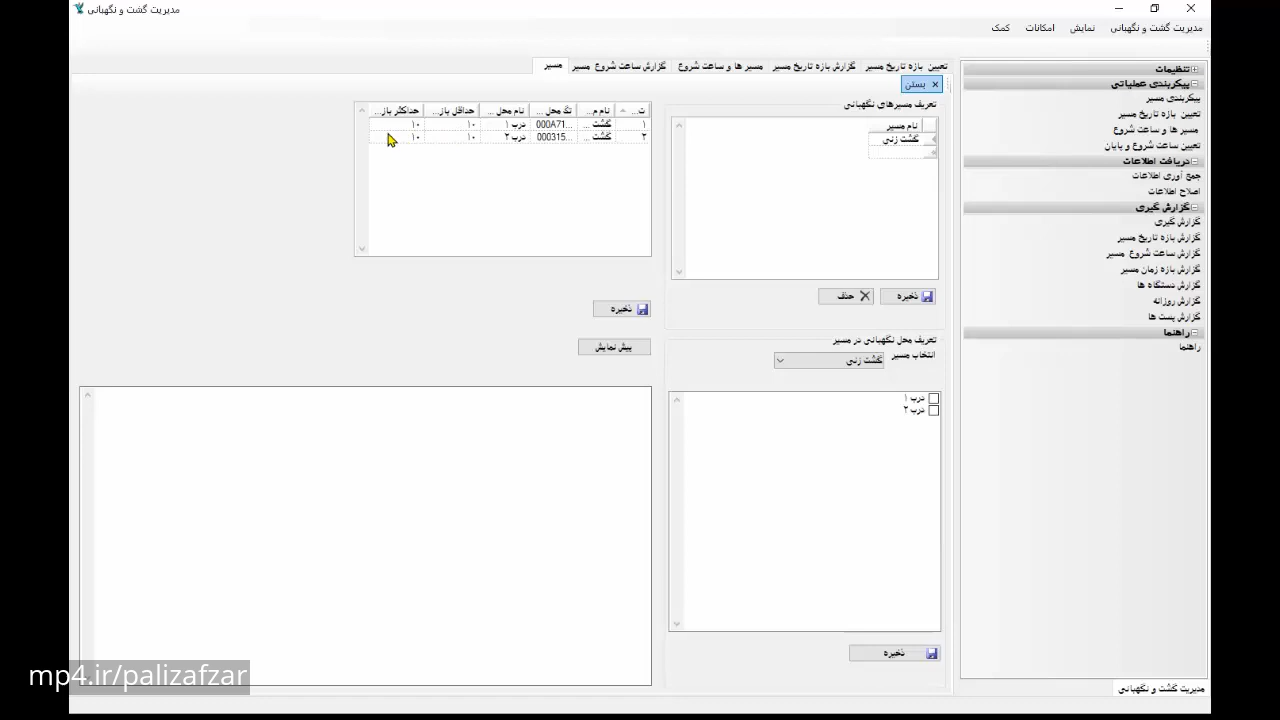 مدیریت گشت و نگهبانی
مدیریت گشت و نگهبانی نمایش امکانات کمک
تعیین بازه تاریخ مسیر گزارش بازه تاریخ مسیر مسیر ها و ساعت شروع گزارش ساعت شروع مسیر مسیر
بستن
تنظیمات
پیکربندی عملیاتی
پیکربندی مسیر
تعیین بازه تاریخ مسیر
مسیر ها و ساعت شروع
تعیین ساعت شروع و پایان
دریافت اطلاعات
جمع آوری اطلاعات
اصلاح اطلاعات
گزارش گیری
گزارش گیری
گزارش بازه تاریخ مسیر
گزارش ساعت شروع مسیر
گزارش بازه زمان مسیر
گزارش دستگاه ها
گزارش روزانه
گزارش پست ها
راهنما
راهنما
مدیریت گشت و نگهبانی
تعریف مسیرهای نگهبانی
نام مسیر
گشت زنی
ذخیره حذف
تعریف محل نگهبانی در مسیر
انتخاب مسیر گشت زنی
درب ۱
درب ۲
ذخیره
ت... نام م... تگ محل... نام محل ... حداقل باز... حداکثر باز...
۱ گشت ... 000A71... درب ۱ ۱۰ ۱۰
۲ گشت ... 000315... درب ۲ ۱۰ ۱۰
ذخیره
پیش نمایش
mp4.ir/palizafzar